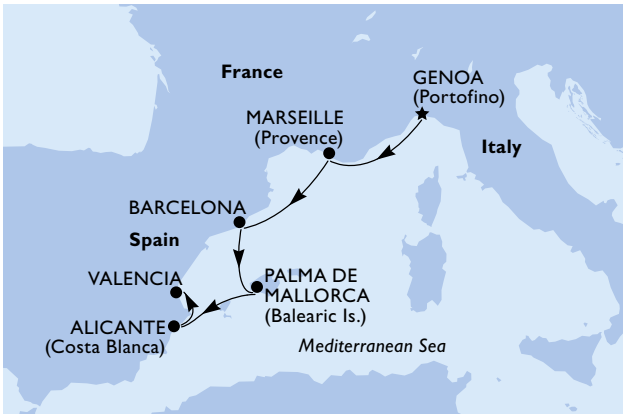 France
GENOA
(Portofino)
MARSEILLE
(Provence)
Italy
BARCELONA
Spain
VALENCIA
PALMA DE
MALLORCA
(Balearic Is.)
ALICANTE
(Costa Blanca)
Mediterranean Sea